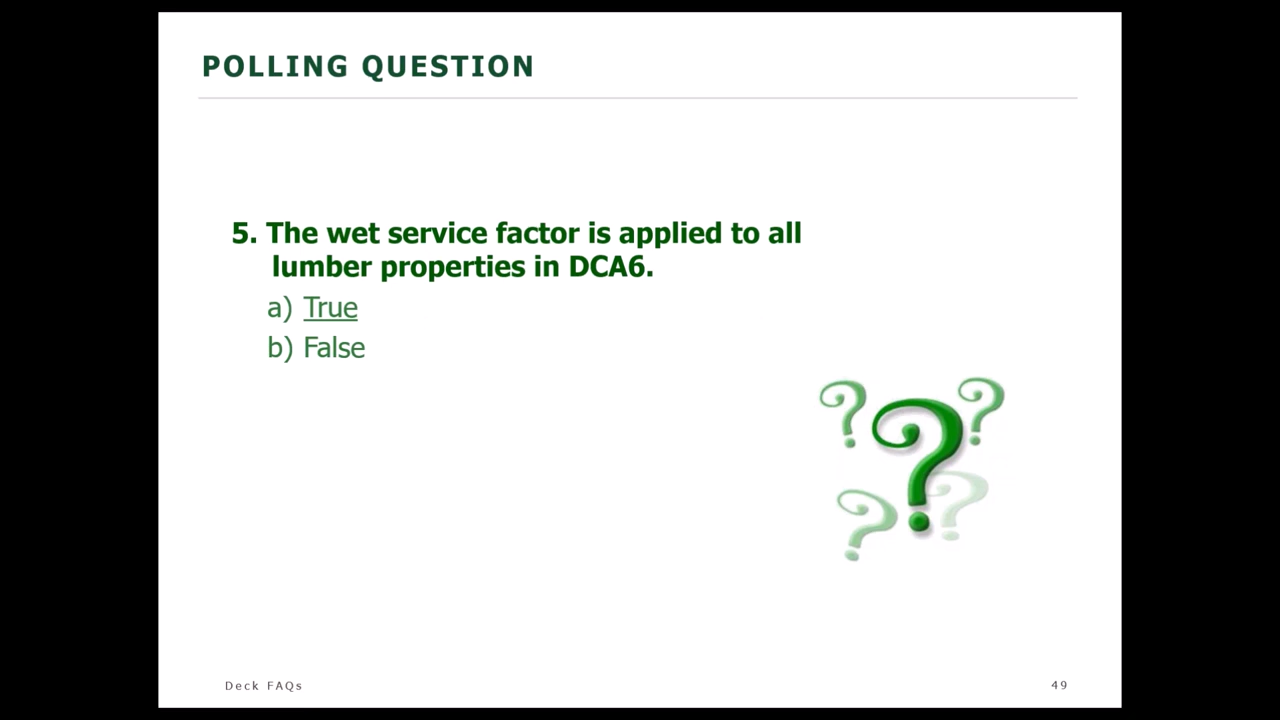 POLLING QUESTION
5. The wet service factor is applied to all
lumber properties in DCA6.
a) True
b) False
Deck FAQs
49